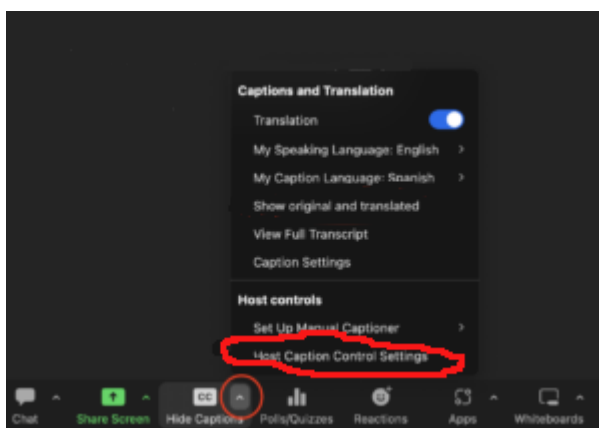 Captions and Translation
Translation
My Speaking Language: English
My Caption Language: Spanish
Show original and translated
View Full Transcript
Caption Settings
Host controls
Set Up Manual Captioner
Host Caption Control Settings
CC
Chat
Share Screen
Hide Captions
Polls/Quizzes
Reactions
Apps
Whiteboards